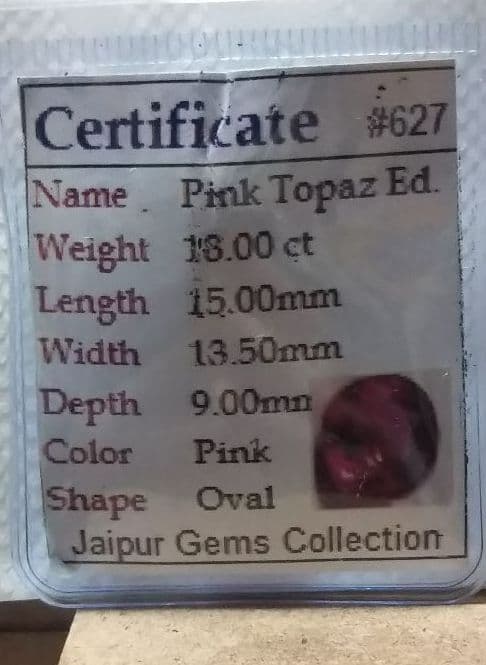 Certificate #627
Name Pink Topaz Ed.
Weight 18.00 ct
Length 15.00mm
Width 13.50mm
Depth 9.00mm
Color Pink
Shape Oval
Jaipur Gems Collection